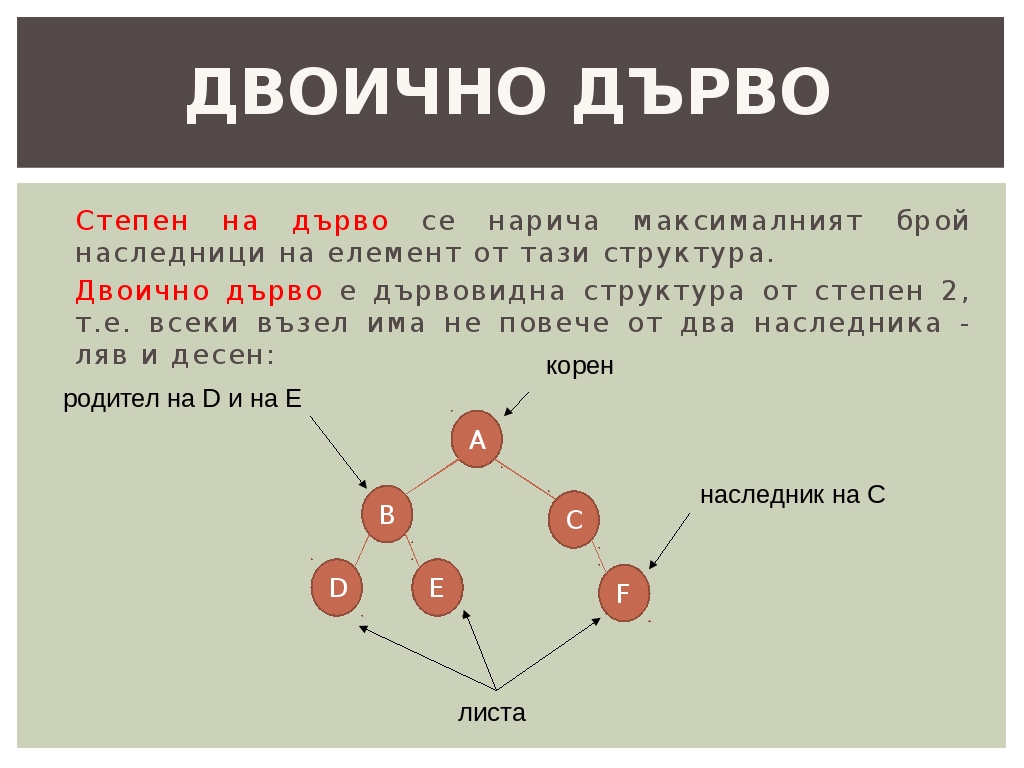 ДВОИЧНО ДЪРВО
Степен на дърво се нарича максималният брой
наследници на елемент от тази структура.
Двоично дърво е дървовидна структура от степен 2,
т.е. всеки възел има не повече от два наследника -
ляв и десен:
корен
родител на D и на E
A
наследник на C
B
C
D
E
F
листа